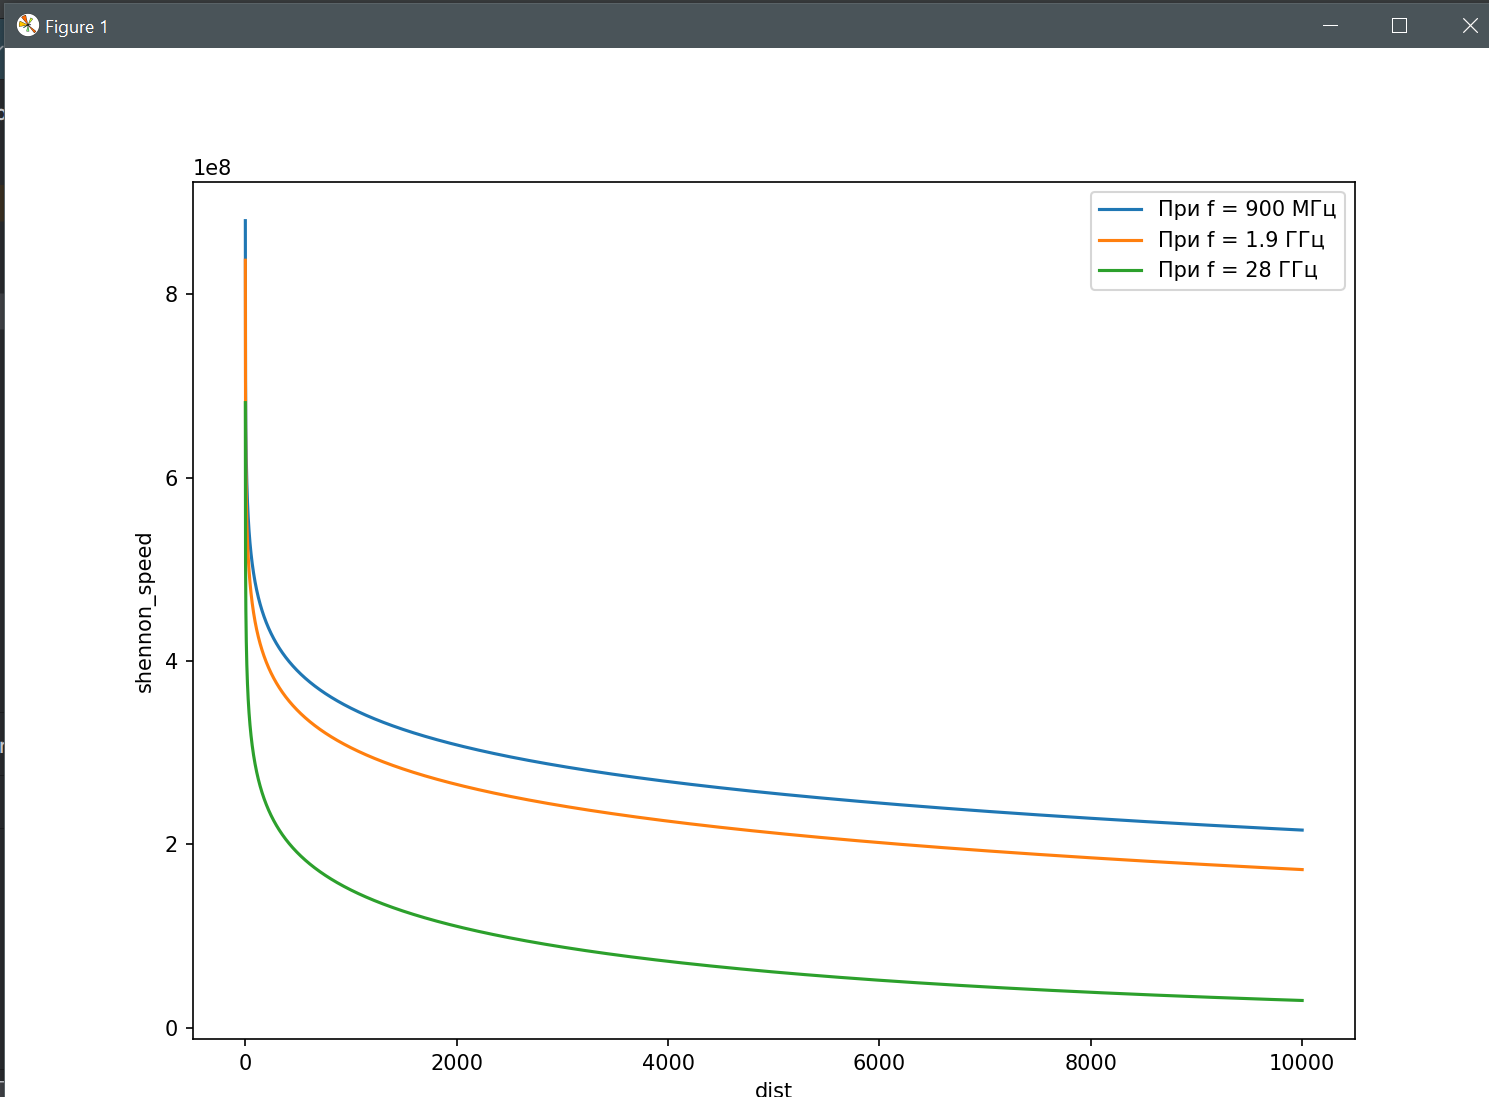 Figure 1
1e8
При f = 900 МГц
При f = 1.9 ГГц
При f = 28 ГГц
8
6
4
2
0
shennon_speed
0 2000 4000 6000 8000 10000
dist